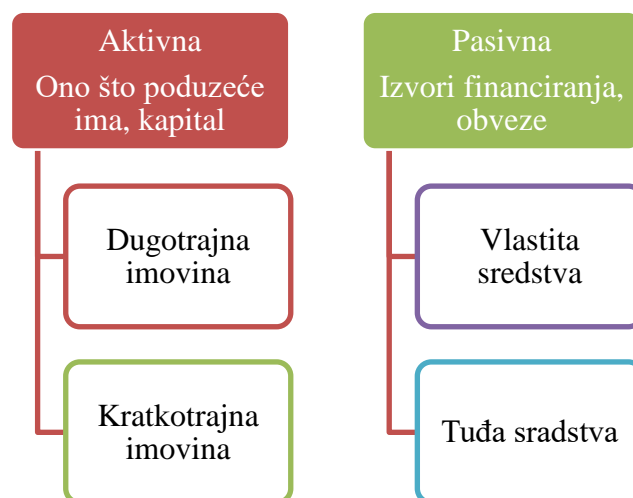 Aktivna
Ono što poduzeće
ima, kapital
Dugotrajna
imovina
Kratkotrajna
imovina
Pasivna
Izvori financiranja,
obveze
Vlastita
sredstva
Tuđa sradstva